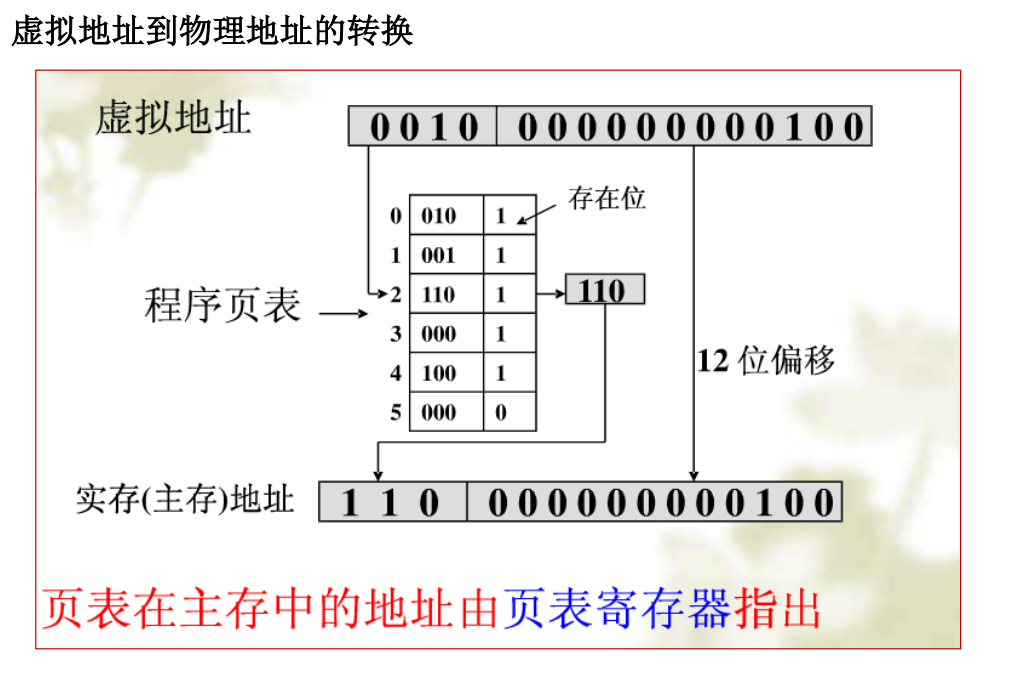 虚拟地址到物理地址的转换
虚拟地址 0010 000000000100
存在位
0 010 1
1 001 1
程序页表 2 110 1 110
3 000 1
12 位偏移
4 100 1
5 000 0
实存(主存)地址 1 1 0 000000000100
页表在主存中的地址由页表寄存器指出